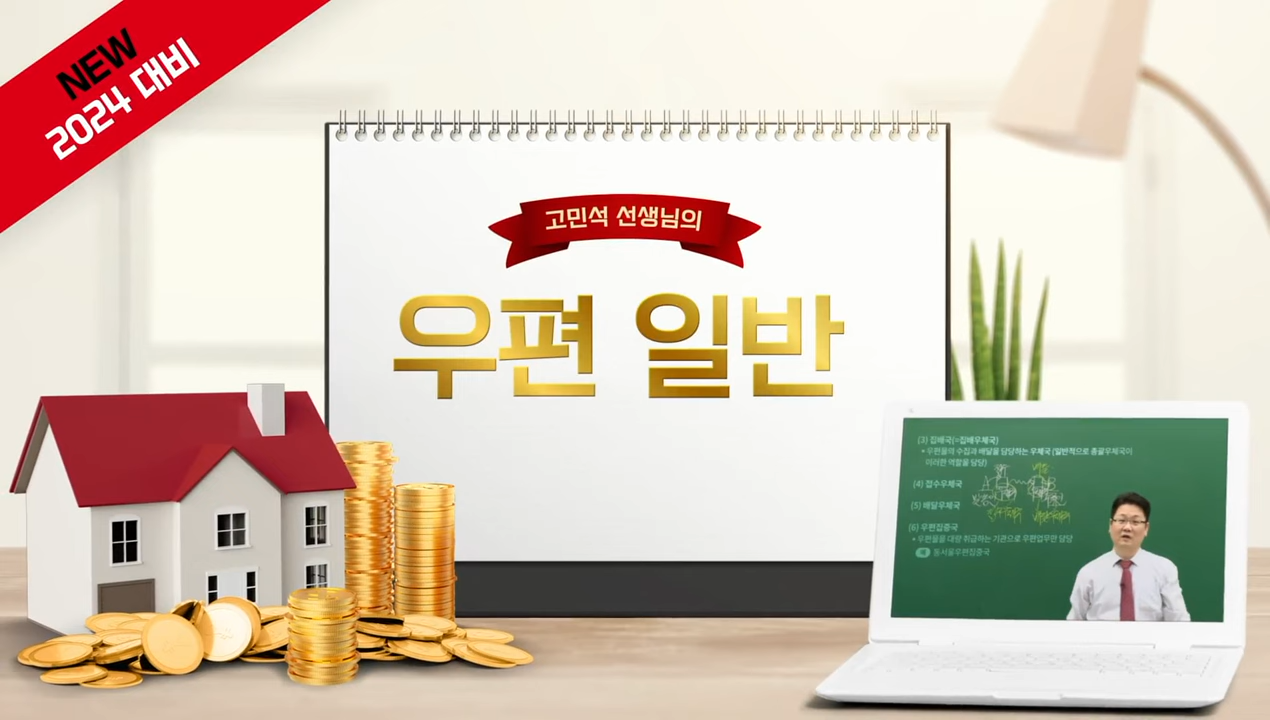 NEW
2024 대비
고민석 선생님의
우편 일반
(3) 집배국(=집배우체국)
• 우편물의 수집과 배달을 담당하는 우체국 (일반적으로 총괄우체국이
이러한 역할을 담당)
(4) 접수우체국
(5) 배달우체국
(6) 우편집중국
• 우편물을 대량 취급하는 기관으로 우편업무만 담당
예 동서울우편집중국